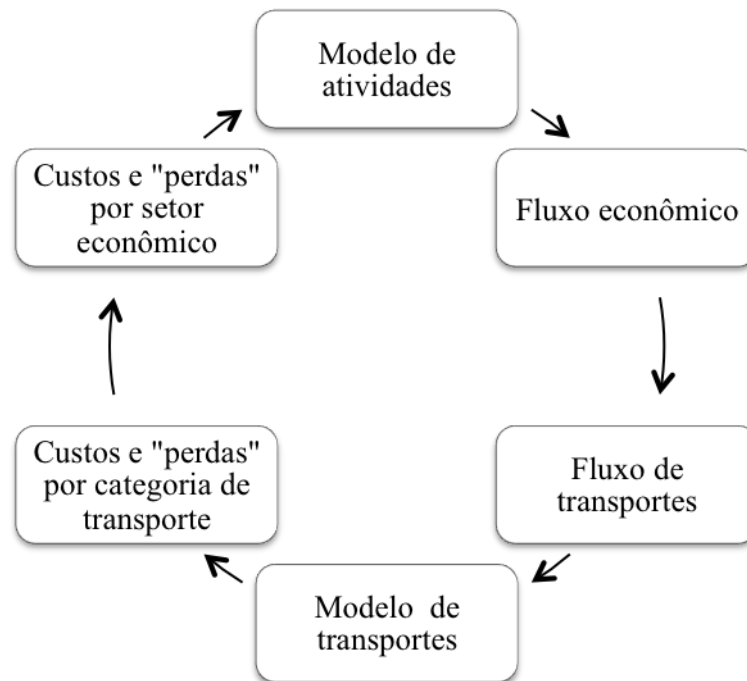 Modelo de
atividades
Fluxo econômico
Fluxo de
transportes
Modelo de
transportes
Custos e "perdas"
por categoria de
transporte
Custos e "perdas"
por setor
econômico